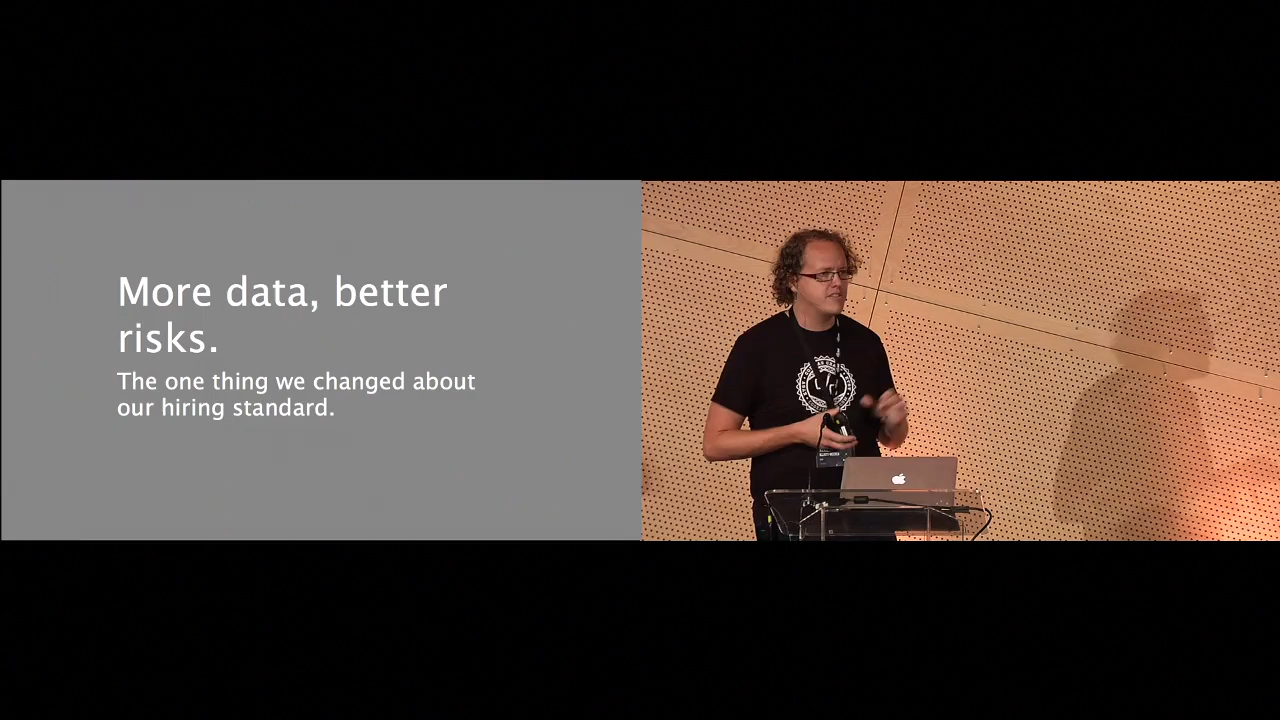 More data, better
risks.
The one thing we changed about
our hiring standard.